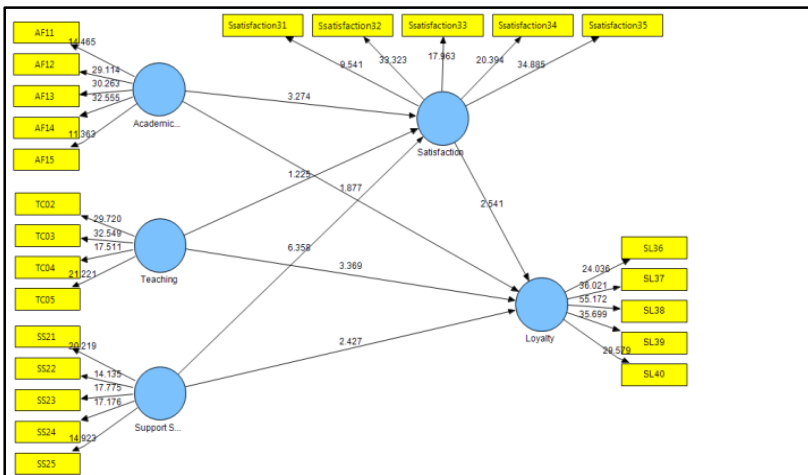 Ssatisfaction31
Ssatisfaction32
Ssatisfaction33
Ssatisfaction34
Ssatisfaction35
9.541
33.323
17.963
20.394
34.885
AF11
AF12
AF13
AF14
AF15
14.465
29.114
30.263
32.555
11.363
Academic...
3.274
Satisfaction
1.225
1.877
2.541
TC02
TC03
TC04
TC05
29.720
32.549
17.511
21.221
Teaching
6.358
3.369
SL36
SL37
SL38
SL39
SL40
24.036
36.021
55.172
35.699
29.579
Loyalty
2.427
SS21
SS22
SS23
SS24
SS25
20.219
14.135
17.775
17.176
14.923
Support S...